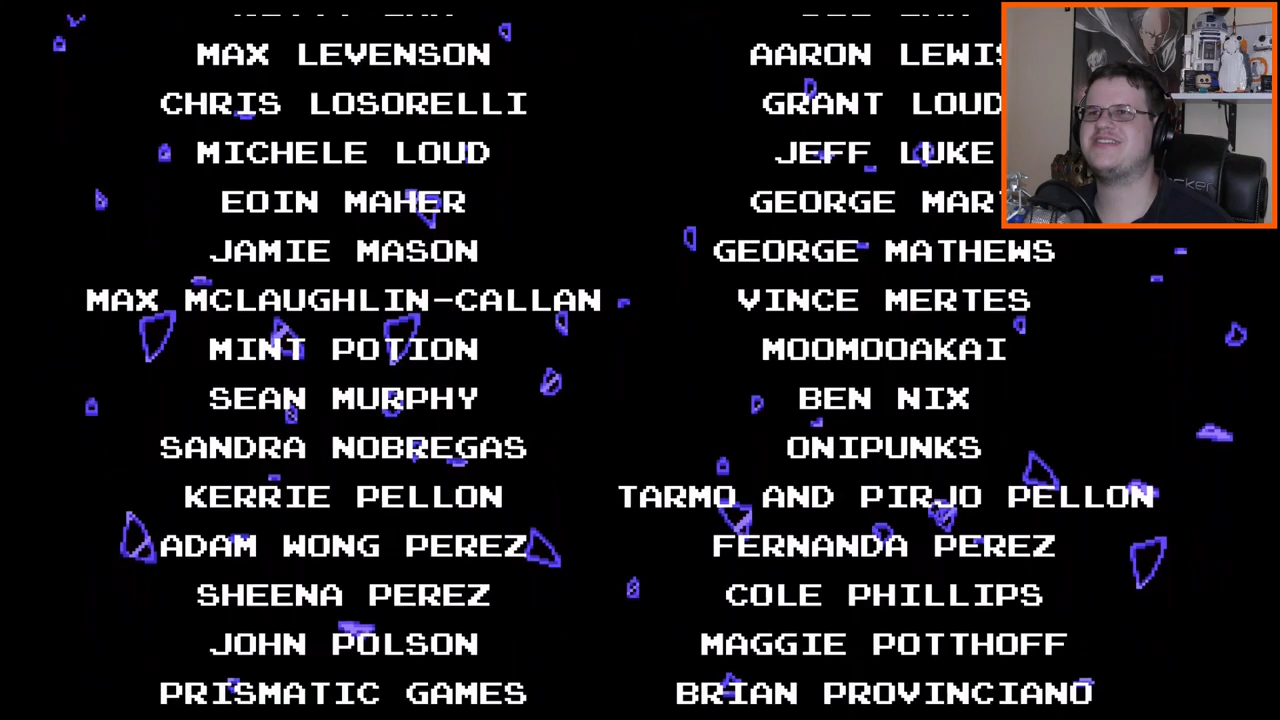 MAX LEVENSON AARON LEWIS
CHRIS LOSORELLI GRANT LOUD
MICHELE LOUD JEFF LUKE
EOIN MAHER GEORGE MAR
JAMIE MASON GEORGE MATHEWS
MAX MCLAUGHLIN-CALLAN VINCE MERTES
MINT POTION MOOMOOAKAI
SEAN MURPHY BEN NIX
SANDRA NOBREGAS ONIPUNKS
KERRIE PELLON TARMO AND PIRJO PELLON
ADAM WONG PEREZ FERNANDA PEREZ
SHEENA PEREZ COLE PHILLIPS
JOHN POLSON MAGGIE POTTHOFF
PRISMATIC GAMES BRIAN PROVINCIANO